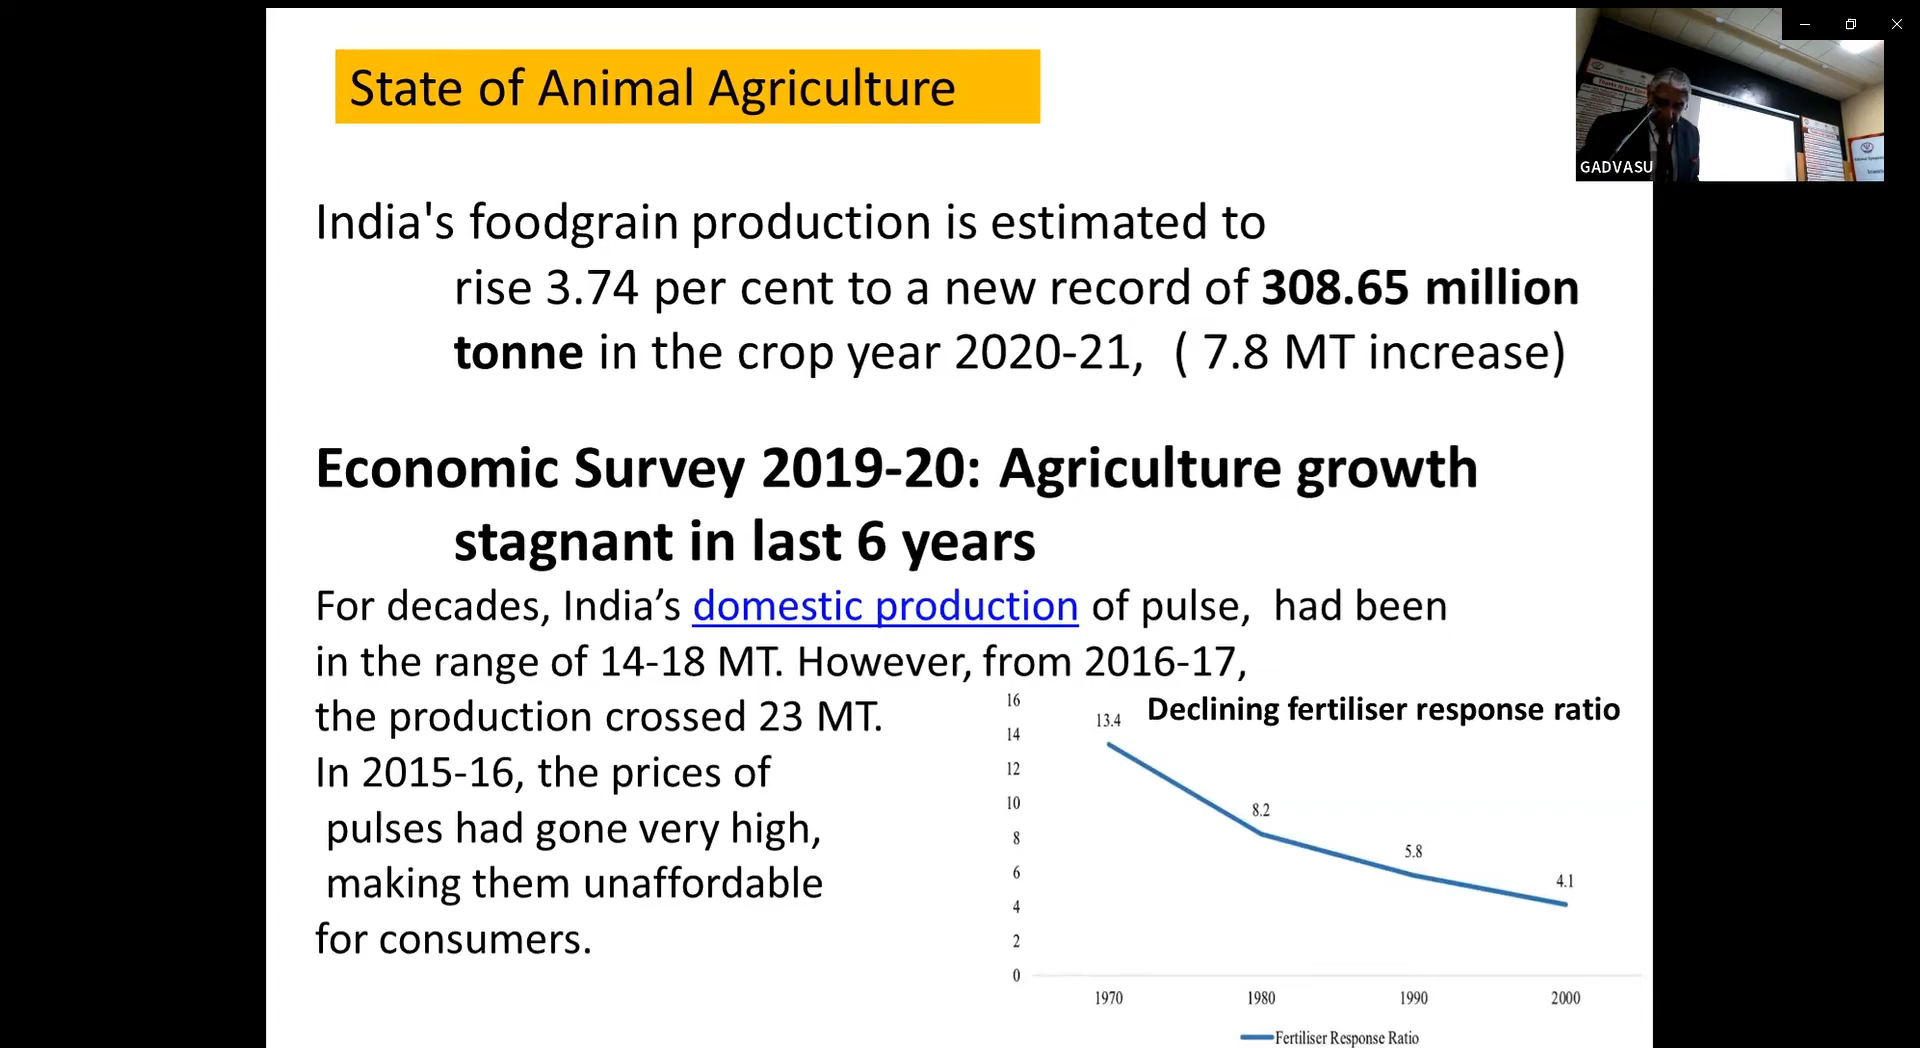 State of Animal Agriculture
GADVASU
India's foodgrain production is estimated to
rise 3.74 per cent to a new record of 308.65 million
tonne in the crop year 2020-21, ( 7.8 MT increase)
Economic Survey 2019-20: Agriculture growth
stagnant in last 6 years
For decades, India’s domestic production of pulse, had been
in the range of 14-18 MT. However, from 2016-17,
the production crossed 23 MT.
In 2015-16, the prices of
pulses had gone very high,
making them unaffordable
for consumers.
Declining fertiliser response ratio
16
14
12
10
8
6
4
2
0
13.4
8.2
5.8
4.1
1970 1980 1990 2000
Fertiliser Response Ratio